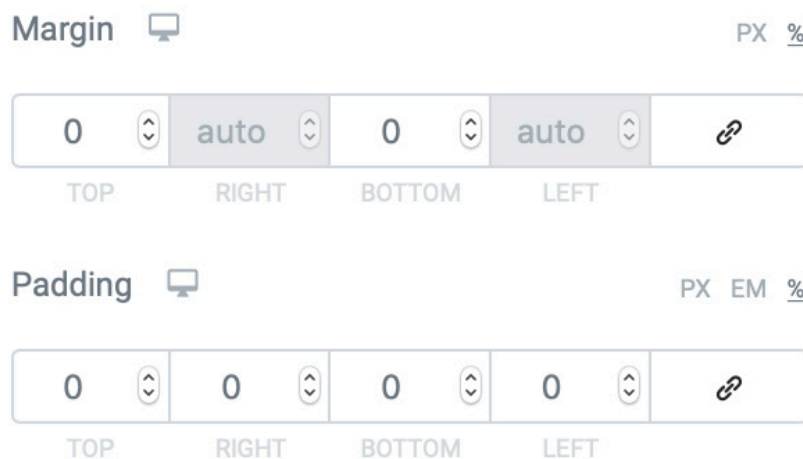 Margin PX %
0 auto 0 auto
TOP RIGHT BOTTOM LEFT
Padding PX EM %
0 0 0 0
TOP RIGHT BOTTOM LEFT